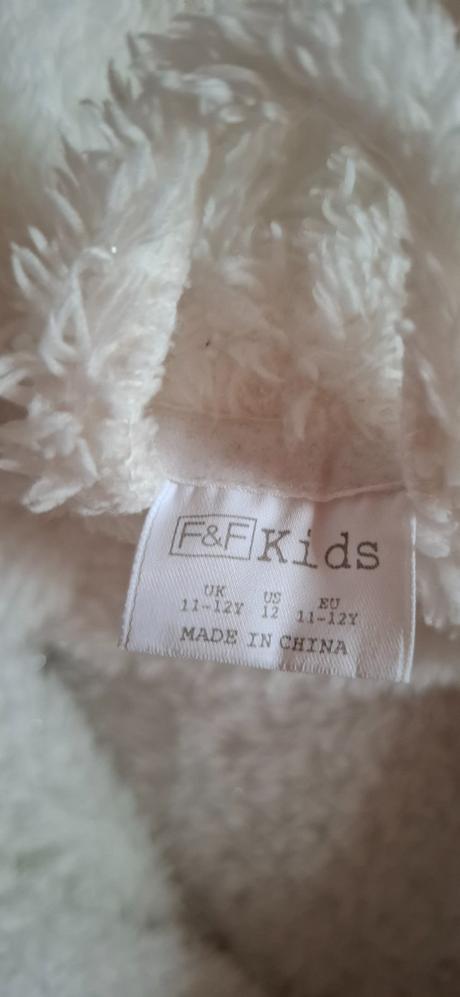 F&F Kids
UK US EU
11-12Y 12 11-12Y
MADE IN CHINA